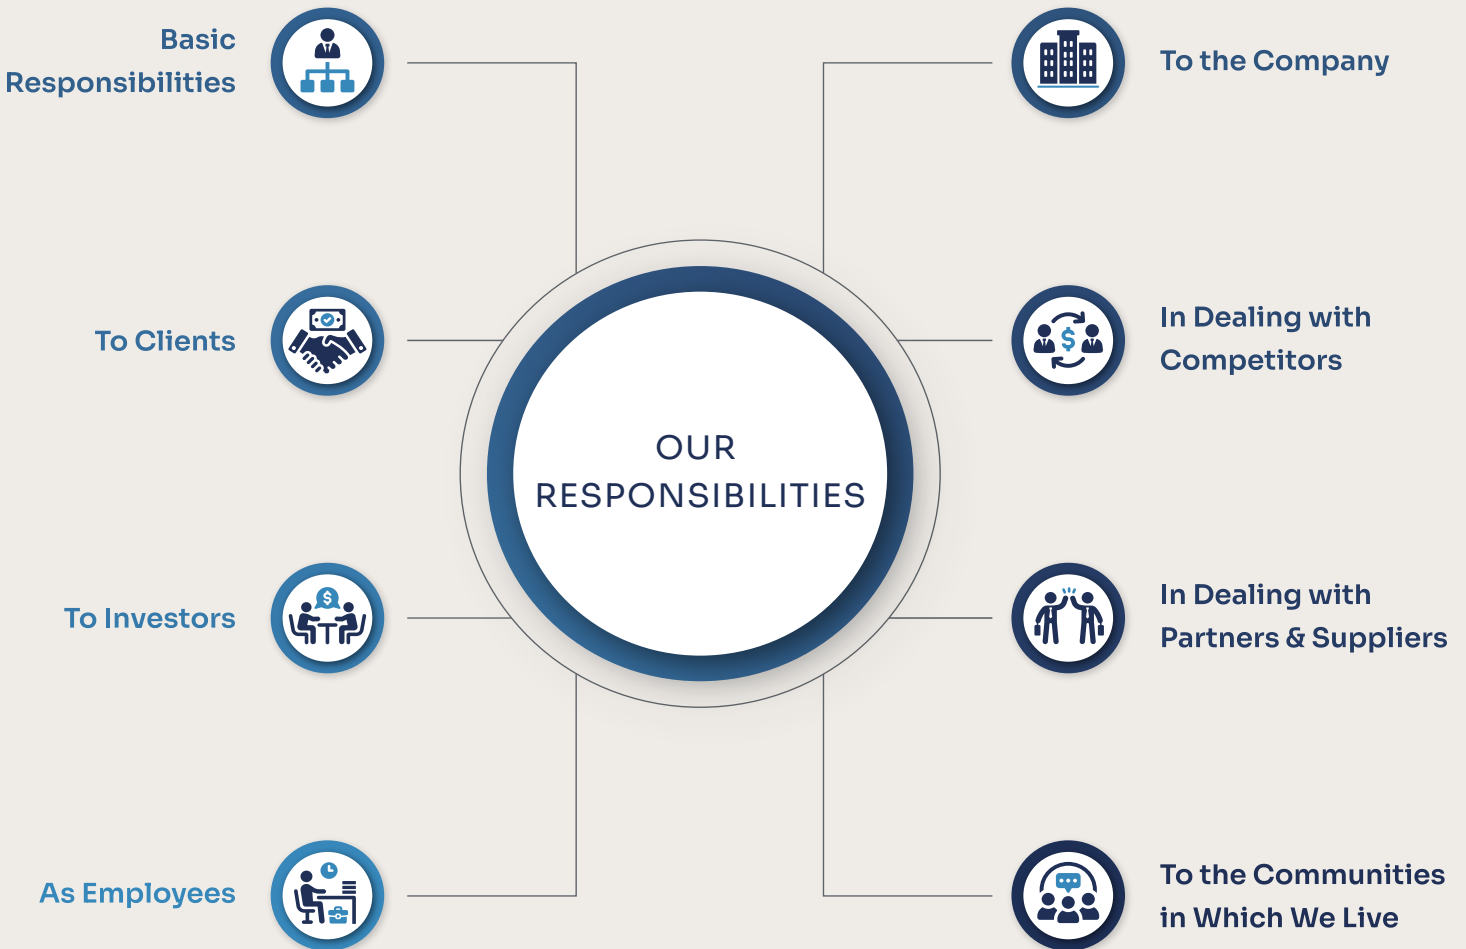 Basic
Responsibilities
To the Company
To Clients
In Dealing with
Competitors
OUR
RESPONSIBILITIES
To Investors
In Dealing with
Partners & Suppliers
As Employees
To the Communities
in Which We Live